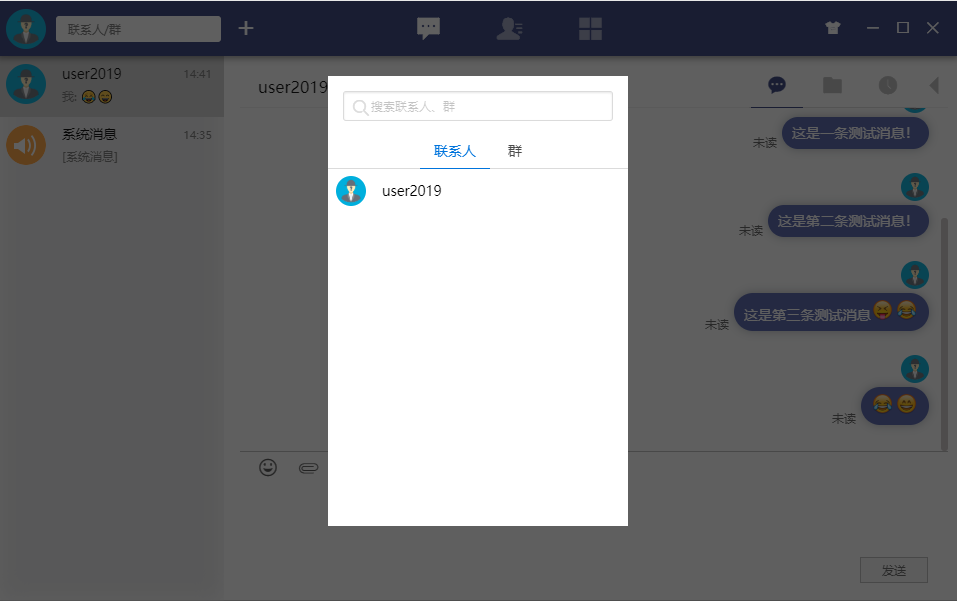 联系人/群
user2019
14:41
我:
系统消息
14:35
[系统消息]
user2019
搜索联系人、群
联系人
群
user2019
这是一条测试消息！
未读
这是第二条测试消息！
未读
这是第三条测试消息
未读
未读
发送